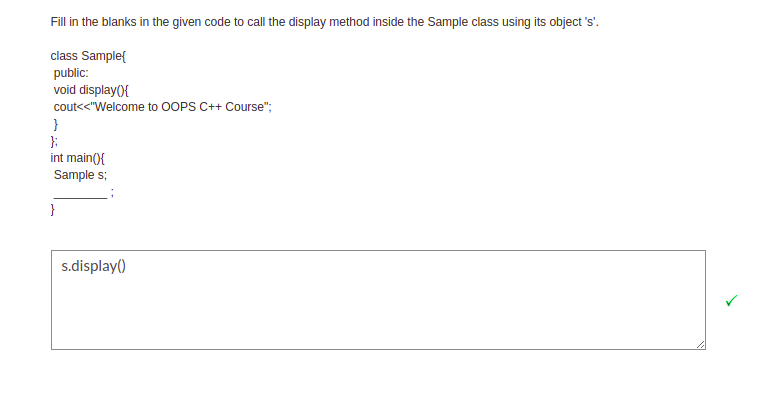 Fill in the blanks in the given code to call the display method inside the Sample class using its object 's'.
class Sample{
public:
void display(){
cout<<"Welcome to OOPS C++ Course";
}
};
int main(){
Sample s;
________ ;
}
s.display()